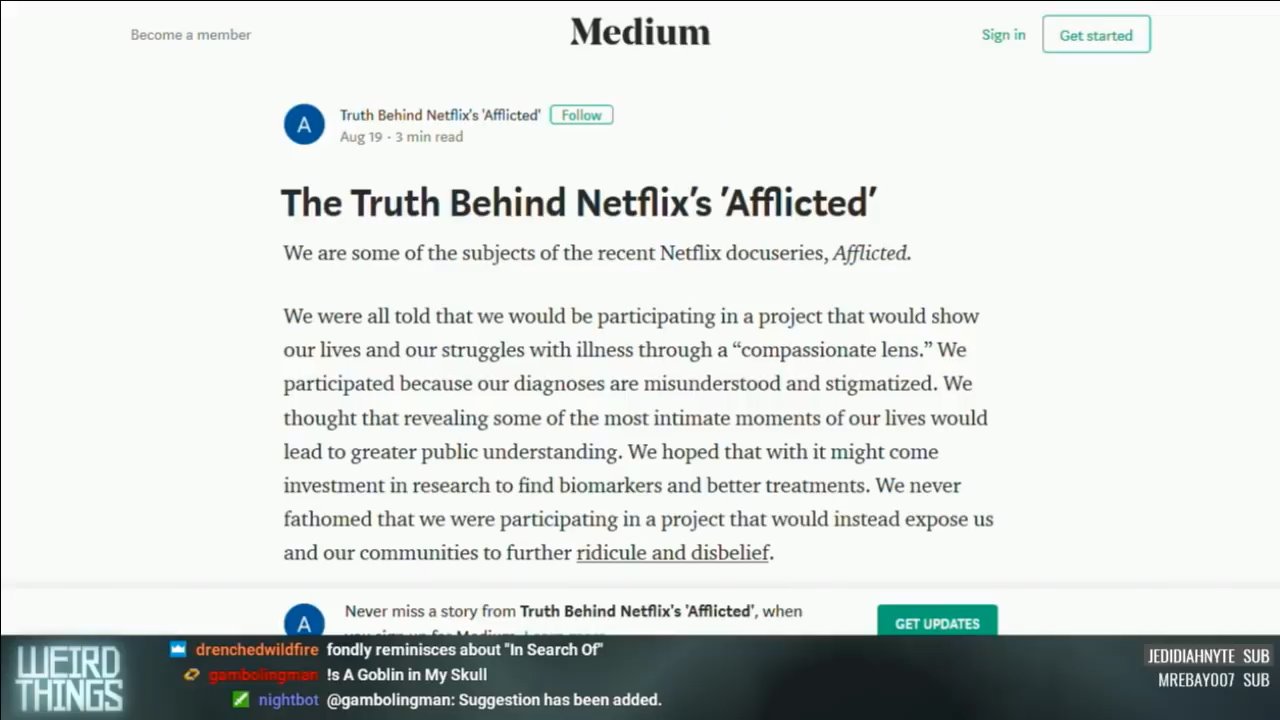 Become a member
Medium
Sign in
Get started
A
Truth Behind Netflix's 'Afflicted'
Follow
Aug 19 · 3 min read
The Truth Behind Netflix's 'Afflicted'
We are some of the subjects of the recent Netflix docuseries, Afflicted.
We were all told that we would be participating in a project that would show
our lives and our struggles with illness through a “compassionate lens.” We
participated because our diagnoses are misunderstood and stigmatized. We
thought that revealing some of the most intimate moments of our lives would
lead to greater public understanding. We hoped that with it might come
investment in research to find biomarkers and better treatments. We never
fathomed that we were participating in a project that would instead expose us
and our communities to further ridicule and disbelief.
A
Never miss a story from Truth Behind Netflix's 'Afflicted', when
you sign up for Medium. Learn more
GET UPDATES
WEIRD
THINGS
drenchedwildfire fondly reminisces about "In Search Of"
gambolingman !s A Goblin in My Skull
nightbot @gambolingman: Suggestion has been added.
JEDIDIAHNYTE SUB
MREBAY007 SUB